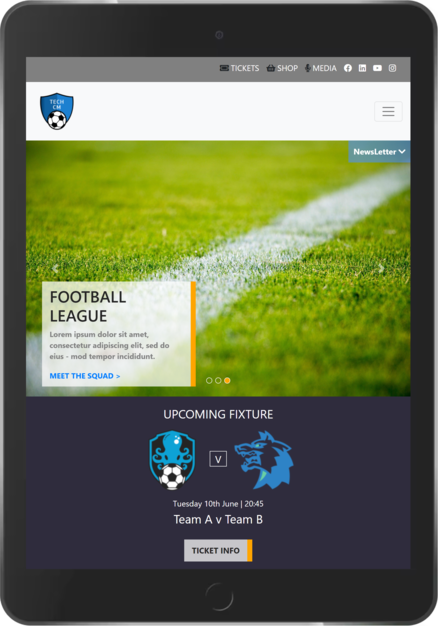 TICKETS SHOP MEDIA
TECH
CM
NewsLetter
FOOTBALL
LEAGUE
Lorem ipsum dolor sit amet,
consectetur adipiscing elit, sed do
eius - mod tempor incididunt.
MEET THE SQUAD >
UPCOMING FIXTURE
V
Tuesday 10th June | 20:45
Team A v Team B
TICKET INFO